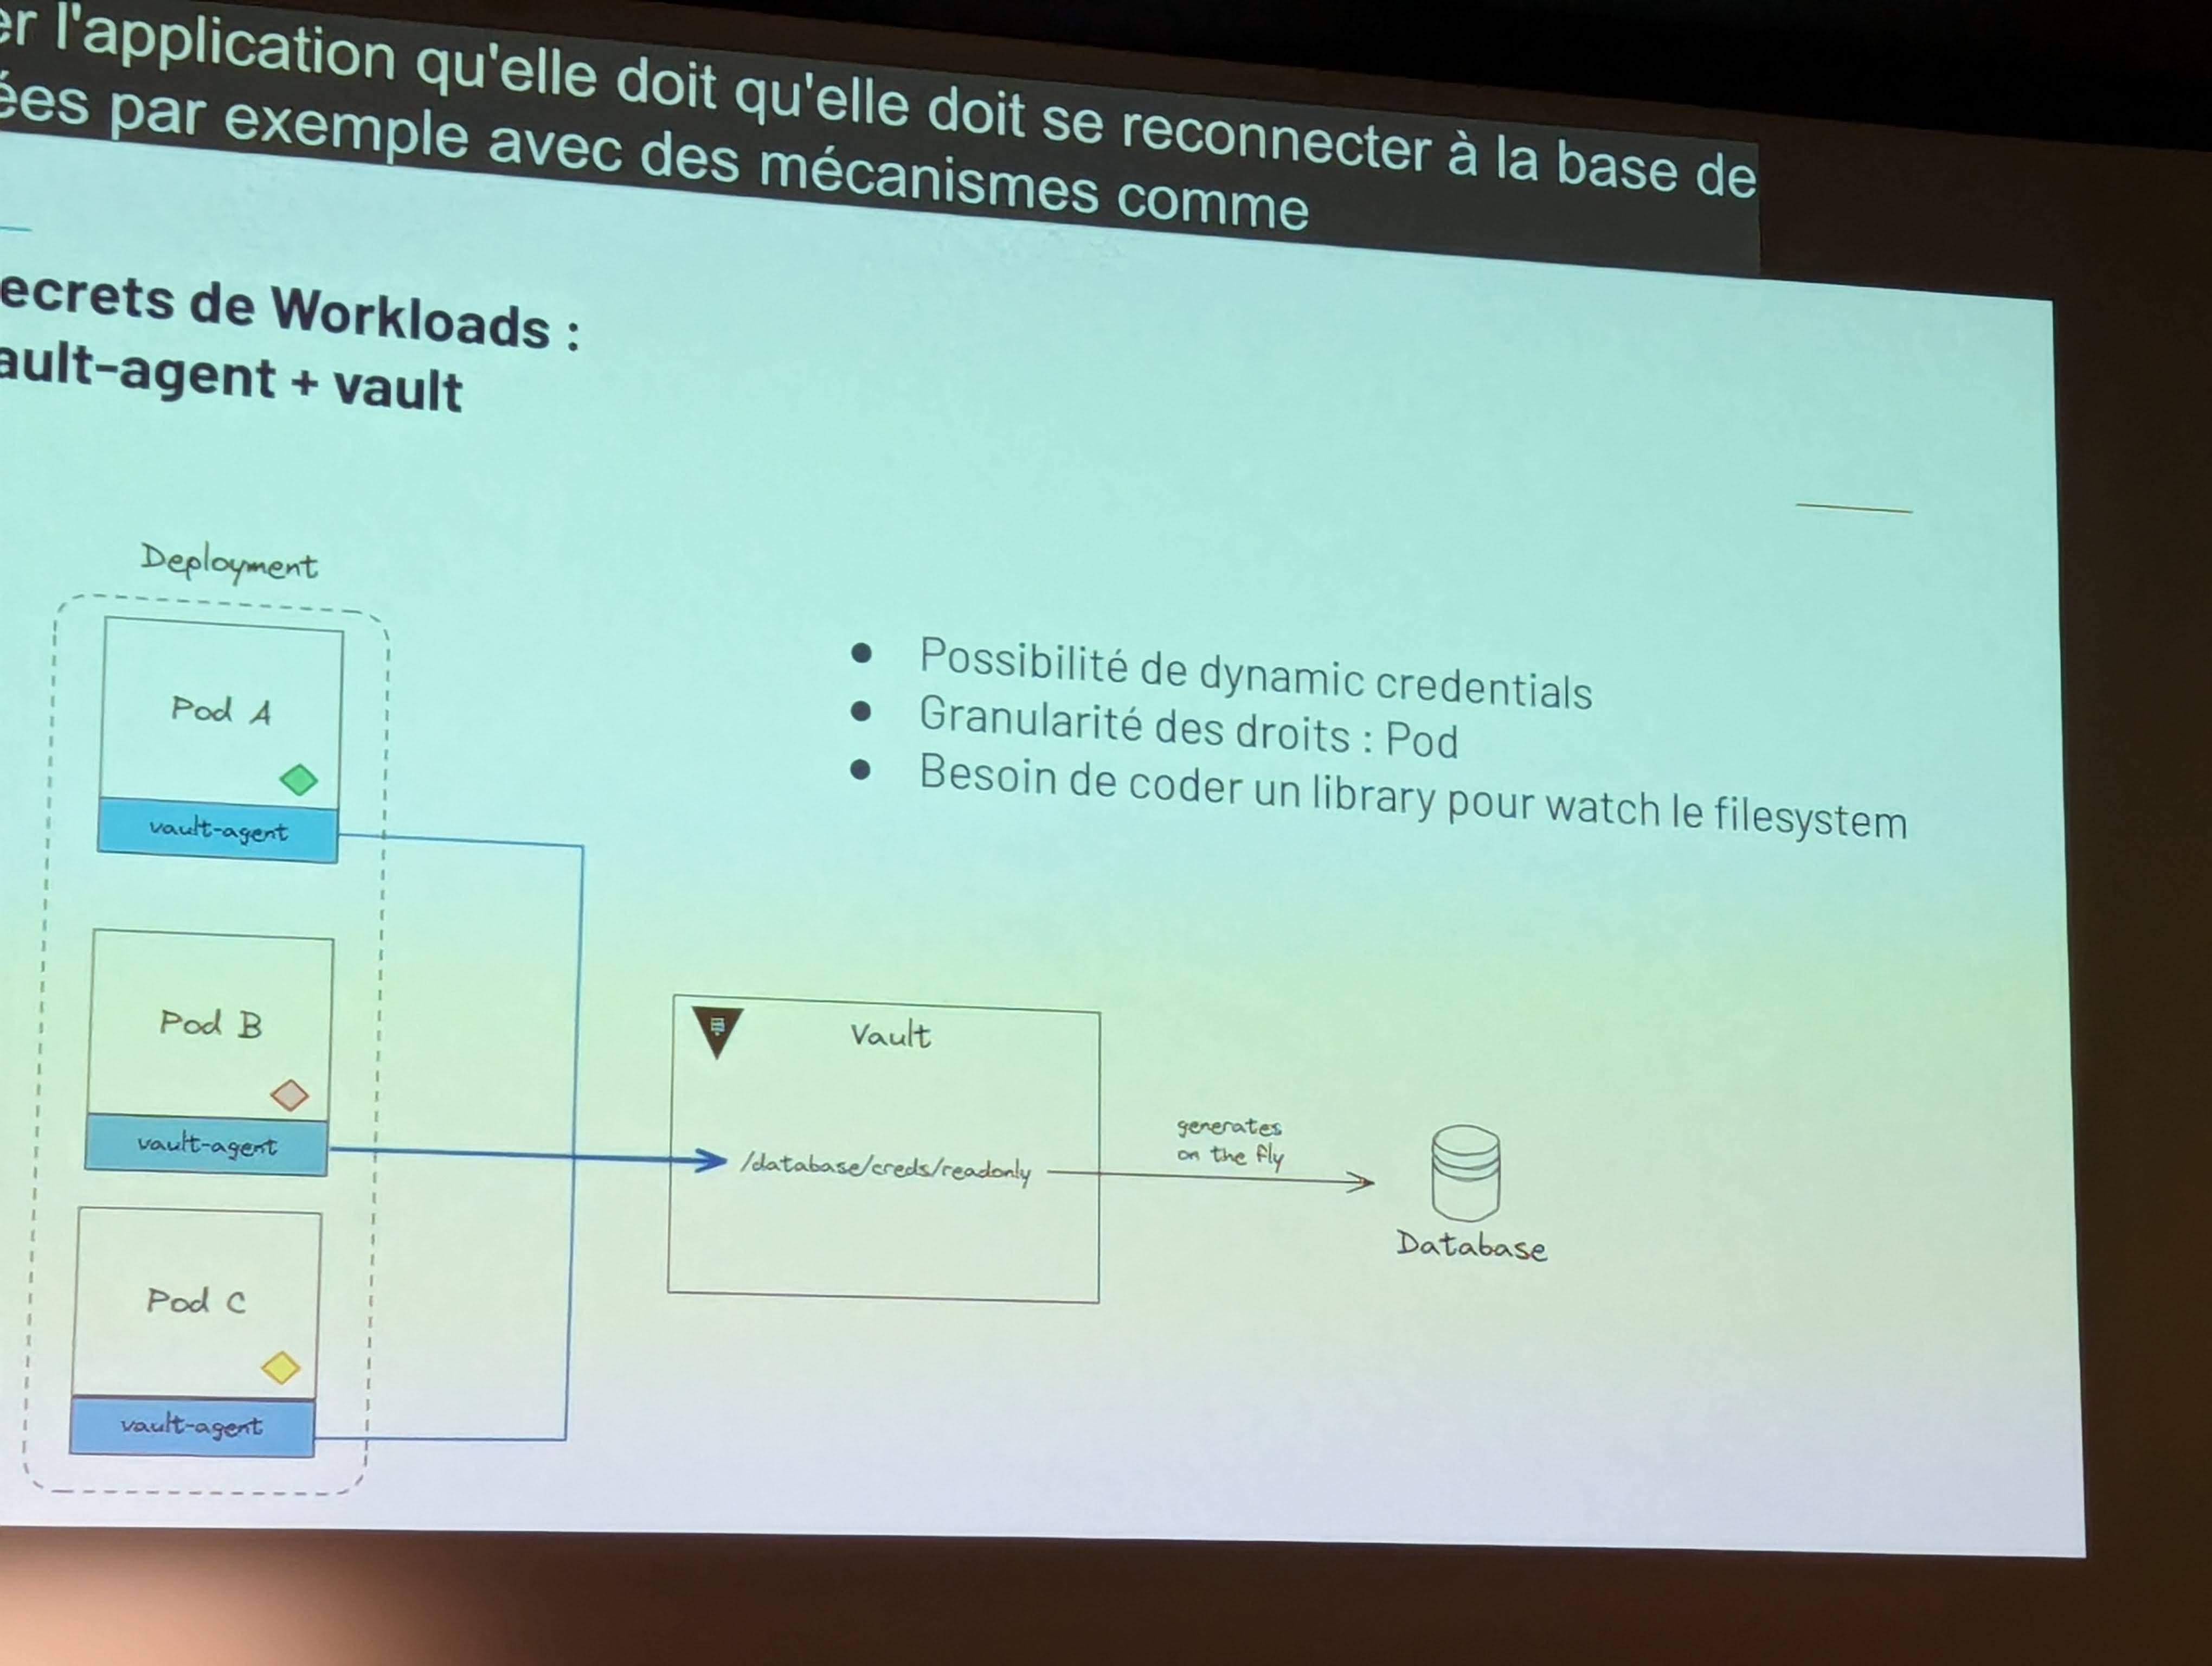 er l'application qu'elle doit qu'elle doit se reconnecter à la base de
ées par exemple avec des mécanismes comme
ecrets de Workloads :
ault-agent + vault
Deployment
Pod A
vault-agent
Pod B
vault-agent
Pod C
vault-agent
• Possibilité de dynamic credentials
• Granularité des droits : Pod
• Besoin de coder un library pour watch le filesystem
Vault
/database/creds/readonly
generates
on the fly
Database